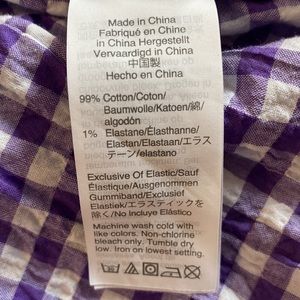 Made in China
Fabriqué en Chine
in China Hergestellt
Vervaardigd in China
中国製
Hecho en China
99% Cotton/Coton/
Baumwolle/Katoen/綿/
algodón
1% Elastane/Élasthanne/
Elastan/Elastaan/エラス
テーン/elastano
Exclusive Of Elastic/Sauf
Élastique/Ausgenommen
Gummiband/Exclusief
Elastiek/エラスティックを
除く/No Incluye Elástico
Machine wash cold with
like colors. Non-chlorine
bleach only. Tumble dry
low. Iron on lowest setting.